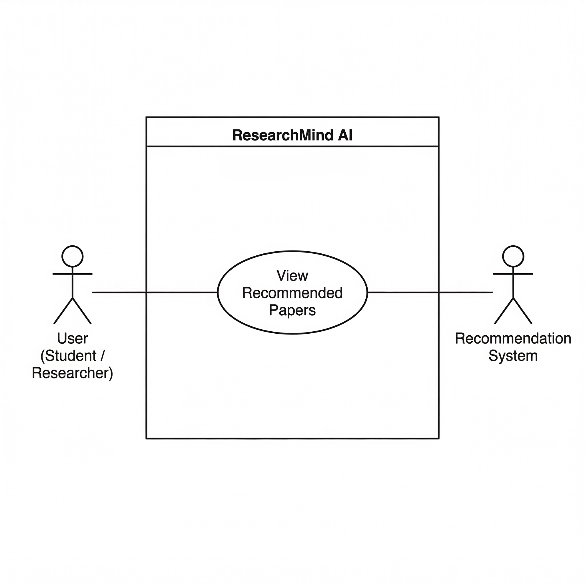 ResearchMind AI
View
Recommended
Papers
User
(Student /
Researcher)
Recommendation
System